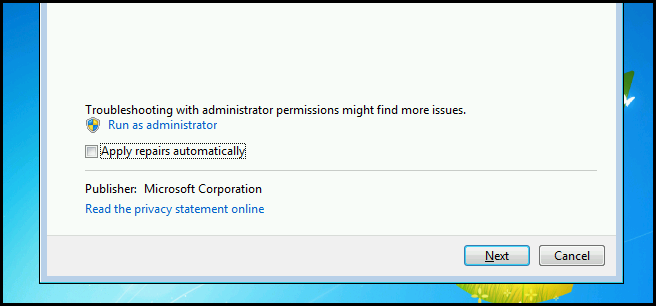 Troubleshooting with administrator permissions might find more issues.
Run as administrator
Apply repairs automatically
Publisher: Microsoft Corporation
Read the privacy statement online
Next Cancel